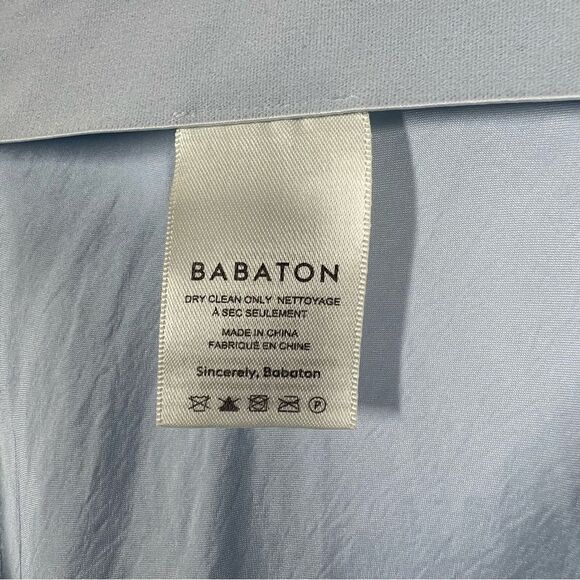 BABATON
DRY CLEAN ONLY NETTOYAGE
À SEC SEULEMENT
MADE IN CHINA
FABRIQUÉ EN CHINE
Sincerely, Babaton
P